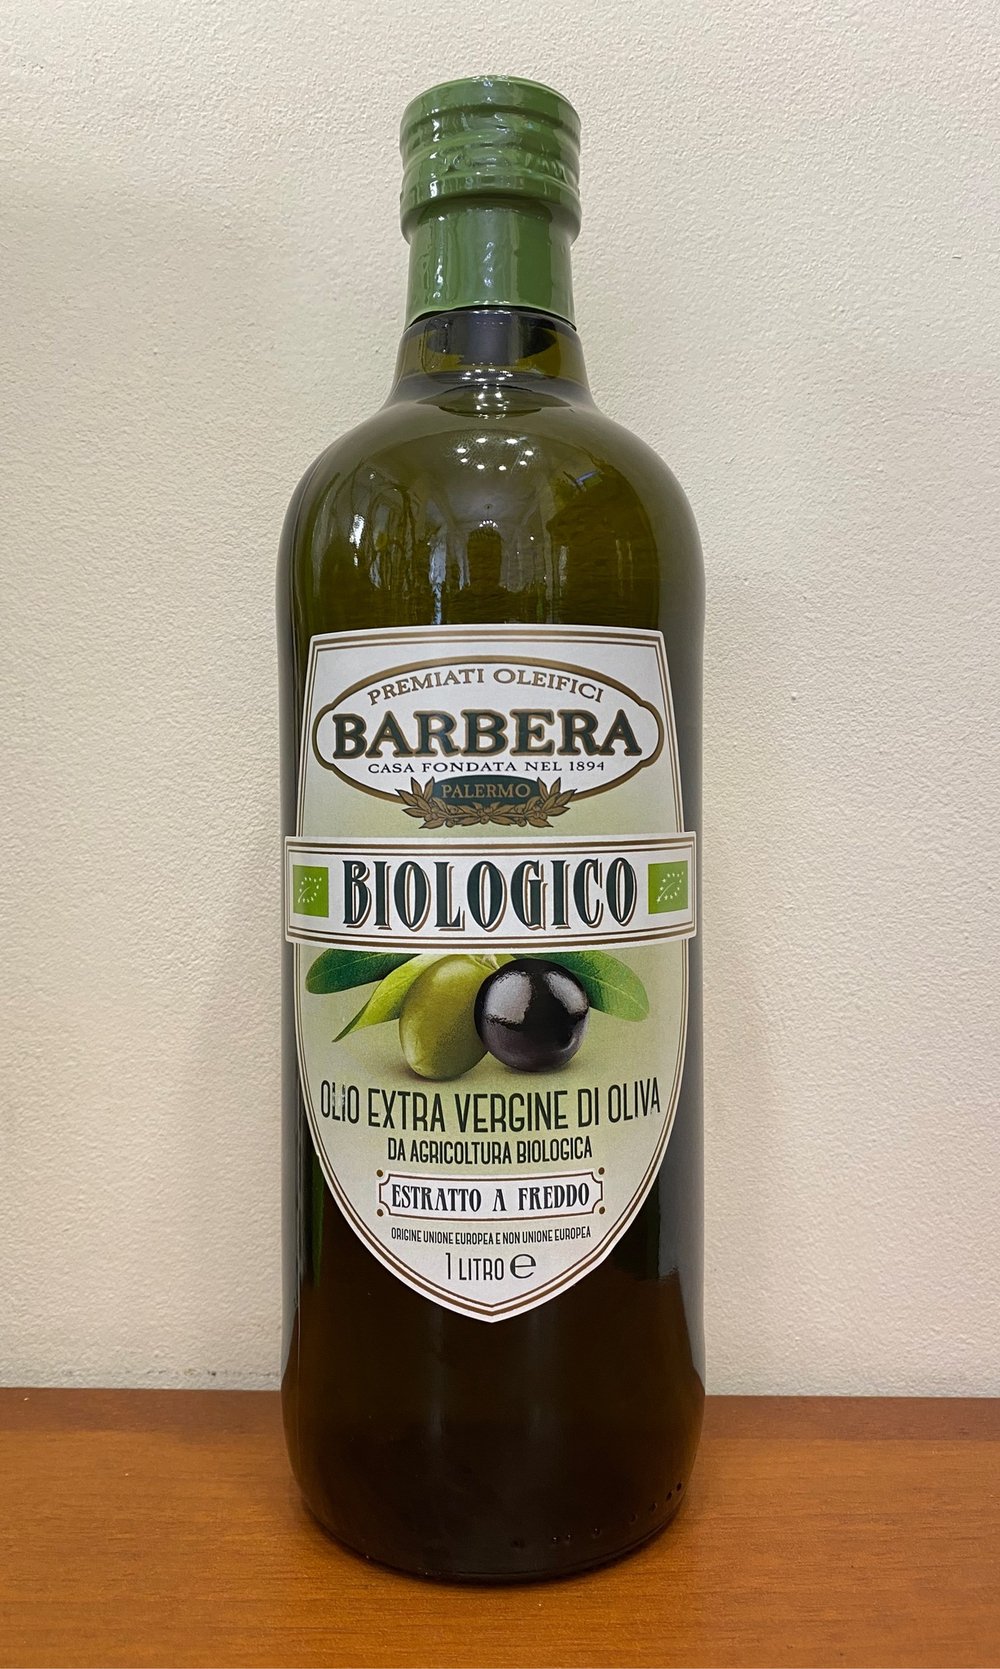 PREMIATI OLEIFICI
BARBERA
CASA FONDATA NEL 1894
PALERMO
BIOLOGICO
OLIO EXTRA VERGINE DI OLIVA
DA AGRICOLTURA BIOLOGICA
ESTRATTO A FREDDO
ORIGINE UNIONE EUROPEA E NON UNIONE EUROPEA
1 LITRO ℮